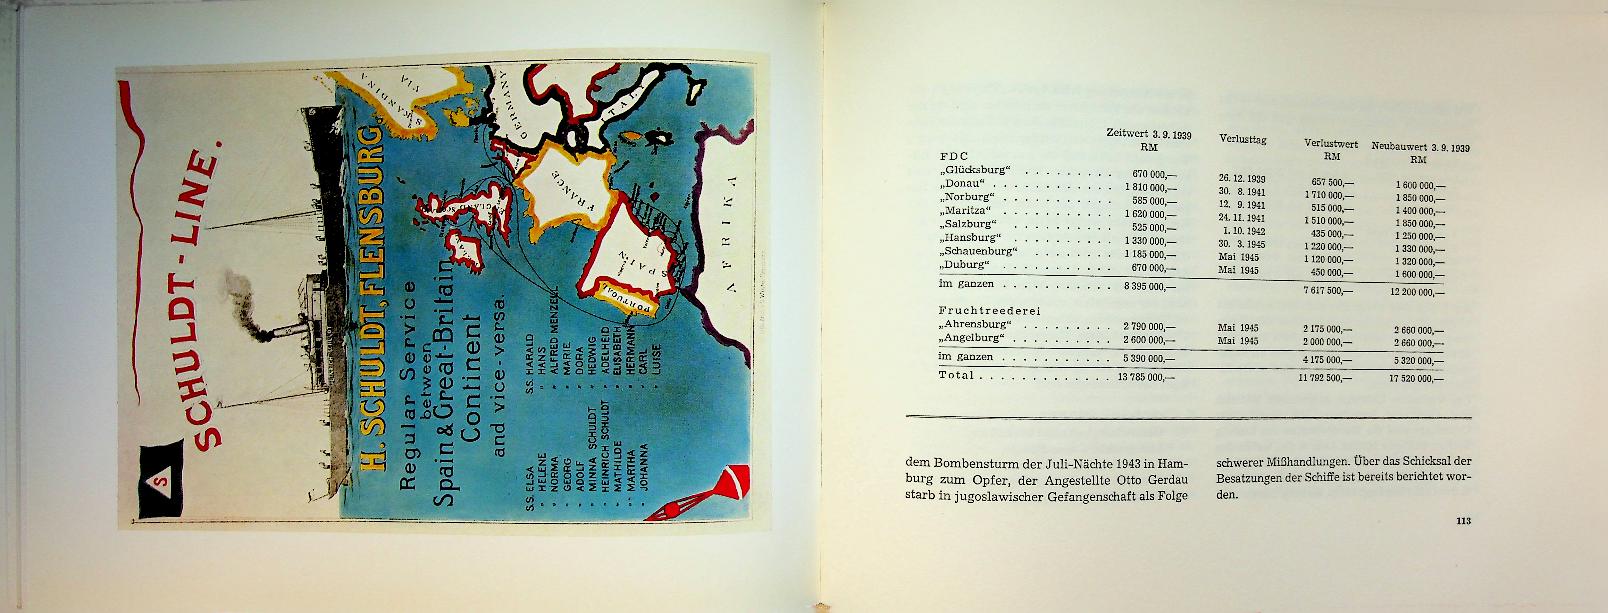 S
SCHULDT-LINE.
H. SCHULDT, FLENSBURG
Regular Service
between
Spain & Great-Britain
Continent
and vice versa.
S.S. ELSA S.S. HARALD
" HELENE " HANS
" NORMA " ALFRED MENZELL
" GEORG " MARIE
" ADOLF " DORA
" MINNA SCHULDT " HEDWIG
" HEINRICH SCHULDT " ADELHEID
" MATHILDE " ELISABETH
" MARTHA " HERMANN
" JOHANNA " CARL
" LUISE
SKANDINA
VIA
GERMANY
ITALY
FRANCE
SPAIN
PORTUGAL
AFRIKA
Zeitwert 3. 9. 1939 Verlusttag Verlustwert Neubauwert 3. 9. 1939
RM RM RM
FDC
„Glücksburg“ . . . . . . . . . 670 000,— 26. 12. 1939 657 500,— 1 600 000,—
„Donau“ . . . . . . . . . . . . 1 810 000,— 30. 8. 1941 1 710 000,— 1 850 000,—
„Norburg“ . . . . . . . . . . . 585 000,— 12. 9. 1941 515 000,— 1 400 000,—
„Maritza“ . . . . . . . . . . . 1 620 000,— 24. 11. 1941 1 510 000,— 1 850 000,—
„Salzburg“ . . . . . . . . . . . 525 000,— 1. 10. 1942 435 000,— 1 250 000,—
„Hansburg“ . . . . . . . . . . 1 330 000,— 30. 3. 1945 1 220 000,— 1 330 000,—
„Schauenburg“ . . . . . . . . . 1 185 000,— Mai 1945 1 120 000,— 1 320 000,—
„Duburg“ . . . . . . . . . . . 670 000,— Mai 1945 450 000,— 1 600 000,—
im ganzen . . . . . . . . . . . 8 395 000,— 7 617 500,— 12 200 000,—
Fruchtreederei
„Ahrensburg“ . . . . . . . . . 2 790 000,— Mai 1945 2 175 000,— 2 660 000,—
„Angelburg“ . . . . . . . . . . 2 600 000,— Mai 1945 2 000 000,— 2 660 000,—
im ganzen . . . . . . . . . . . 5 390 000,— 4 175 000,— 5 320 000,—
Total . . . . . . . . . . . . . 13 785 000,— 11 792 500,— 17 520 000,—
dem Bombensturm der Juli-Nächte 1943 in Ham-
burg zum Opfer, der Angestellte Otto Gerdau
starb in jugoslawischer Gefangenschaft als Folge
schwerer Mißhandlungen. Über das Schicksal der
Besatzungen der Schiffe ist bereits berichtet wor-
den.
113